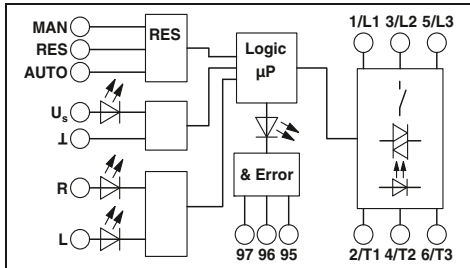 MAN
RES
AUTO
RES
Us
⊥
R
L
Logic
µP
& Error
97 96 95
1/L1 3/L2 5/L3
2/T1 4/T2 6/T3